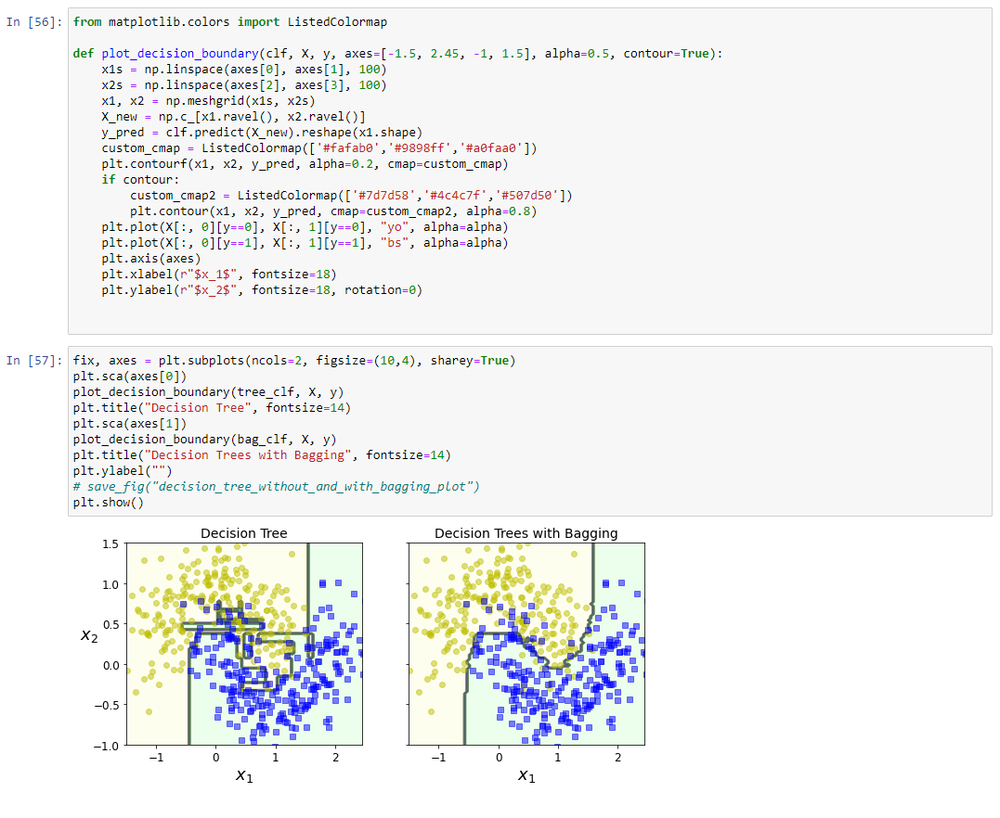 In [56]: from matplotlib.colors import ListedColormap
def plot_decision_boundary(clf, X, y, axes=[-1.5, 2.45, -1, 1.5], alpha=0.5, contour=True):
    x1s = np.linspace(axes[0], axes[1], 100)
    x2s = np.linspace(axes[2], axes[3], 100)
    x1, x2 = np.meshgrid(x1s, x2s)
    X_new = np.c_[x1.ravel(), x2.ravel()]
    y_pred = clf.predict(X_new).reshape(x1.shape)
    custom_cmap = ListedColormap(['#fafab0','#9898ff','#a0faa0'])
    plt.contourf(x1, x2, y_pred, alpha=0.2, cmap=custom_cmap)
    if contour:
        custom_cmap2 = ListedColormap(['#7d7d58','#4c4c7f','#507d50'])
        plt.contour(x1, x2, y_pred, cmap=custom_cmap2, alpha=0.8)
    plt.plot(X[:, 0][y==0], X[:, 1][y==0], "yo", alpha=alpha)
    plt.plot(X[:, 0][y==1], X[:, 1][y==1], "bs", alpha=alpha)
    plt.axis(axes)
    plt.xlabel(r"$x_1$", fontsize=18)
    plt.ylabel(r"$x_2$", fontsize=18, rotation=0)
In [57]: fix, axes = plt.subplots(ncols=2, figsize=(10,4), sharey=True)
plt.sca(axes[0])
plot_decision_boundary(tree_clf, X, y)
plt.title("Decision Tree", fontsize=14)
plt.sca(axes[1])
plot_decision_boundary(bag_clf, X, y)
plt.title("Decision Trees with Bagging", fontsize=14)
plt.ylabel("")
# save_fig("decision_tree_without_and_with_bagging_plot")
plt.show()
Decision Tree
Decision Trees with Bagging
1.5
1.0
0.5
0.0
−0.5
−1.0
x2
−1 0 1 2
−1 0 1 2
x1
x1